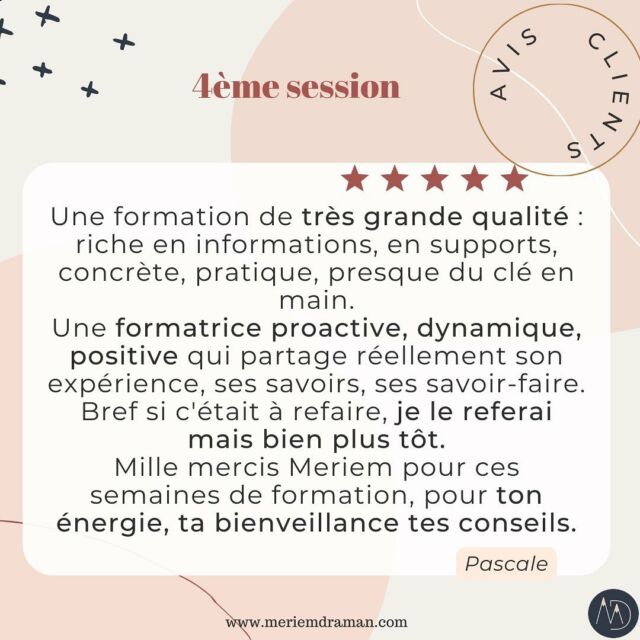 4ème session
AVIS CLIENTS
Une formation de très grande qualité :
riche en informations, en supports,
concrète, pratique, presque du clé en
main.
Une formatrice proactive, dynamique,
positive qui partage réellement son
expérience, ses savoirs, ses savoir-faire.
Bref si c'était à refaire, je le referai
mais bien plus tôt.
Mille mercis Meriem pour ces
semaines de formation, pour ton
énergie, ta bienveillance tes conseils.
Pascale
www.meriemdraman.com
MD